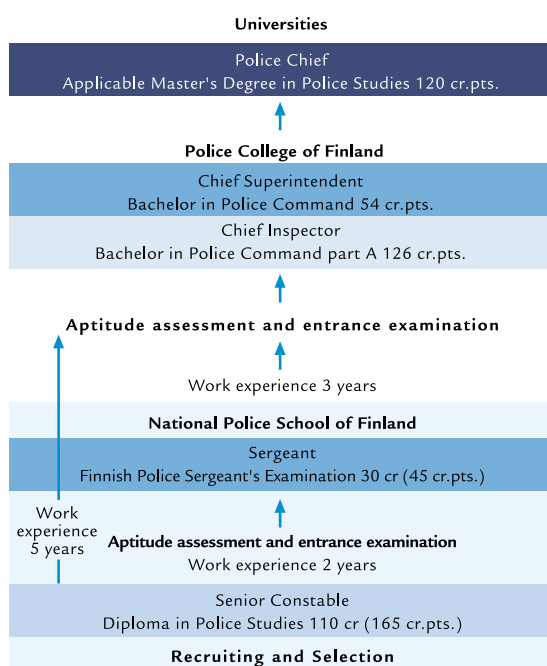 Universities
Police Chief
Applicable Master's Degree in Police Studies 120 cr.pts.
Police College of Finland
Chief Superintendent
Bachelor in Police Command 54 cr.pts.
Chief Inspector
Bachelor in Police Command part A 126 cr.pts.
Aptitude assessment and entrance examination
Work experience 3 years
National Police School of Finland
Sergeant
Finnish Police Sergeant's Examination 30 cr (45 cr.pts.)
Work
experience
5 years
Aptitude assessment and entrance examination
Work experience 2 years
Senior Constable
Diploma in Police Studies 110 cr (165 cr.pts.)
Recruiting and Selection